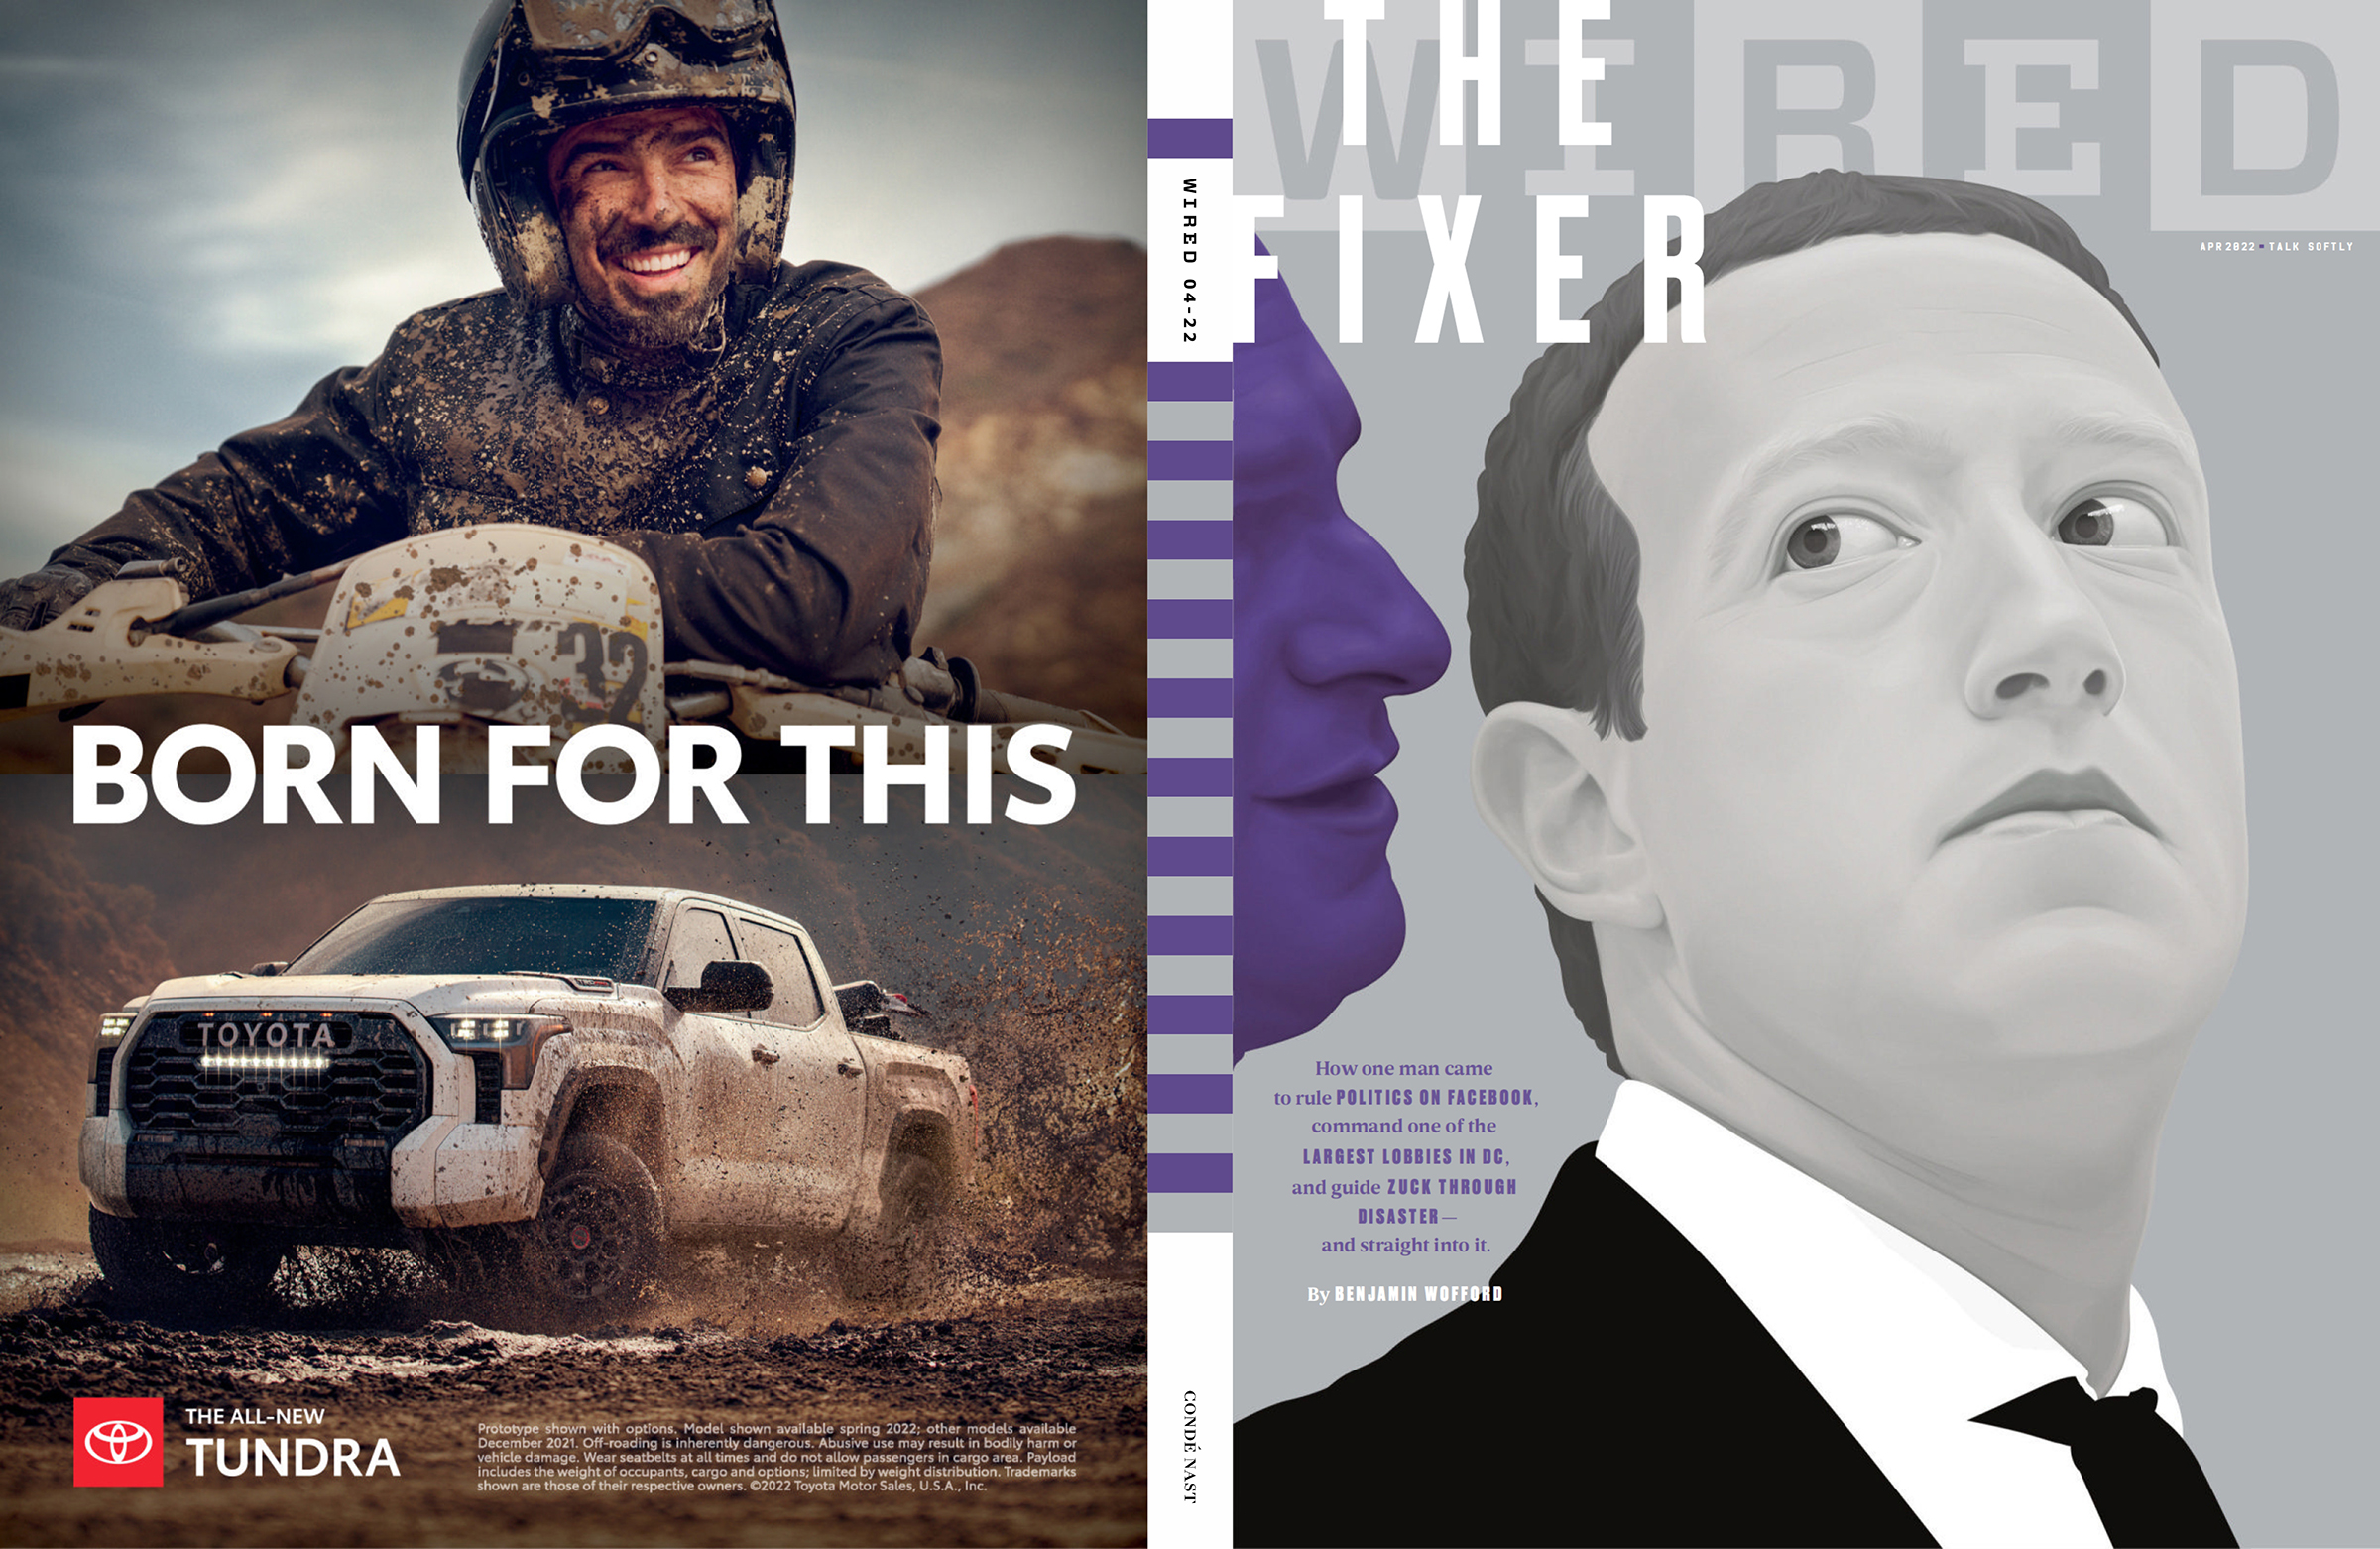 32
BORN FOR THIS
TOYOTA
THE ALL-NEW
TUNDRA
Prototype shown with options. Model shown available spring 2022; other models available
December 2021. Off-roading is inherently dangerous. Abusive use may result in bodily harm or
vehicle damage. Wear seatbelts at all times and do not allow passengers in cargo area. Payload
includes the weight of occupants, cargo and options; limited by weight distribution. Trademarks
shown are those of their respective owners. ©2022 Toyota Motor Sales, U.S.A., Inc.
WIRED 04-22
CONDÉ NAST
WIRED
THE
FIXER
APR 2022 TALK SOFTLY
How one man came
to rule POLITICS ON FACEBOOK,
command one of the
LARGEST LOBBIES IN DC,
and guide ZUCK THROUGH
DISASTER—
and straight into it.
By BENJAMIN WOFFORD